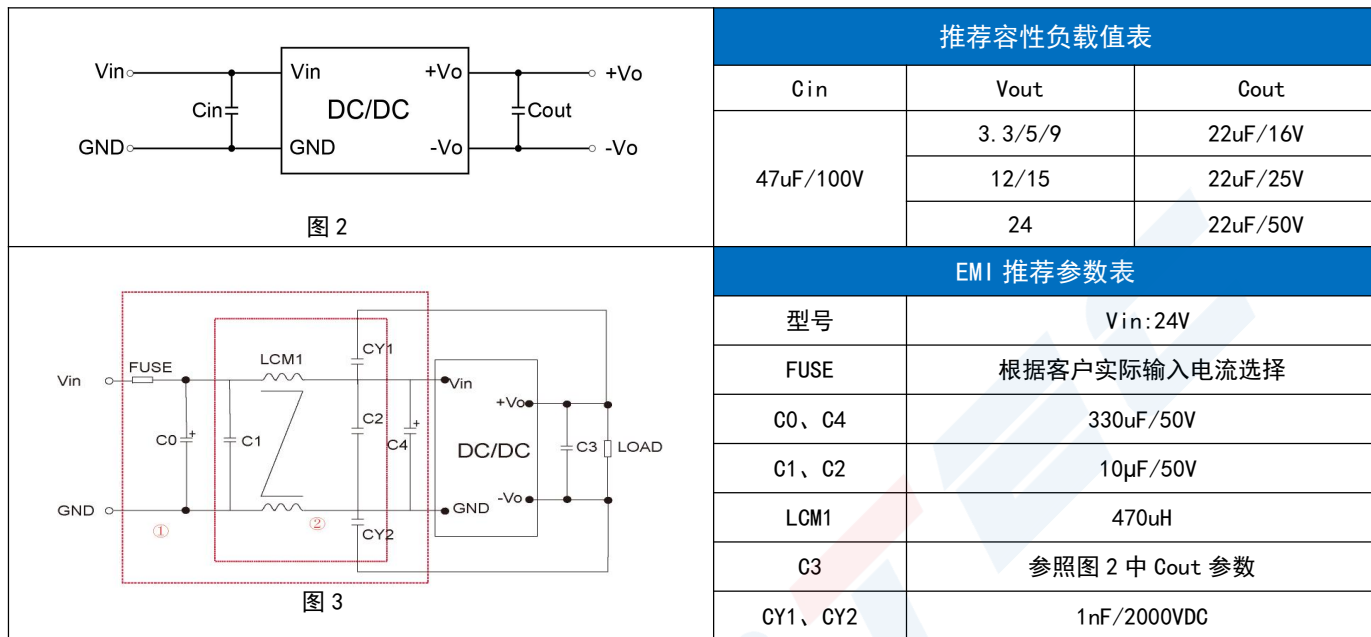 Vin
Vin
+Vo
+Vo
Cin
DC/DC
Cout
GND
GND
-Vo
-Vo
图 2
推荐容性负载值表
Cin Vout Cout
47uF/100V
3.3/5/9 22uF/16V
12/15 22uF/25V
24 22uF/50V
FUSE
LCM1
CY1
Vin
Vin
+Vo
C0
+
C1
C2
C4
+
DC/DC
C3
LOAD
-Vo
GND
GND
①
②
CY2
图 3
EMI 推荐参数表
型号 Vin:24V
FUSE 根据客户实际输入电流选择
C0、C4 330uF/50V
C1、C2 10μF/50V
LCM1 470uH
C3 参照图 2 中 Cout 参数
CY1、CY2 1nF/2000VDC